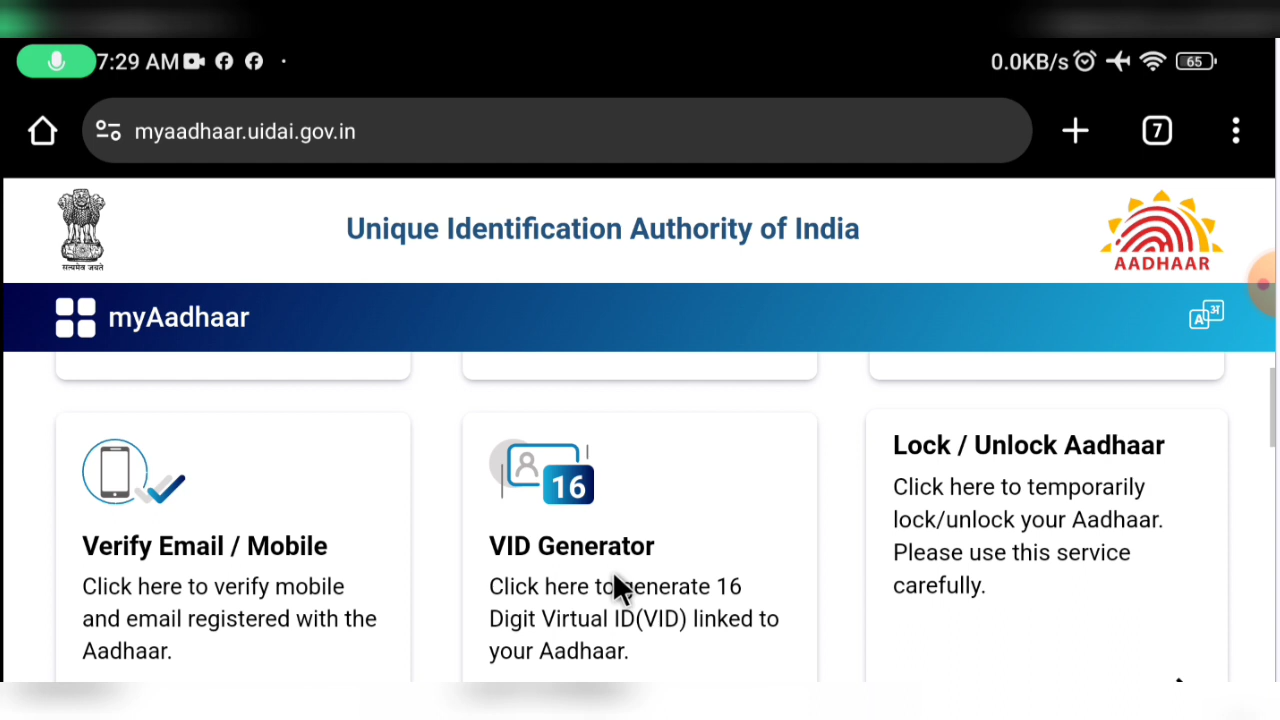 7:29 AM
0.0KB/s
65
myaadhaar.uidai.gov.in
7
सत्यमेव जयते
Unique Identification Authority of India
AADHAAR
myAadhaar
A अ
16
Verify Email / Mobile
Click here to verify mobile
and email registered with the
Aadhaar.
VID Generator
Click here to generate 16
Digit Virtual ID(VID) linked to
your Aadhaar.
Lock / Unlock Aadhaar
Click here to temporarily
lock/unlock your Aadhaar.
Please use this service
carefully.